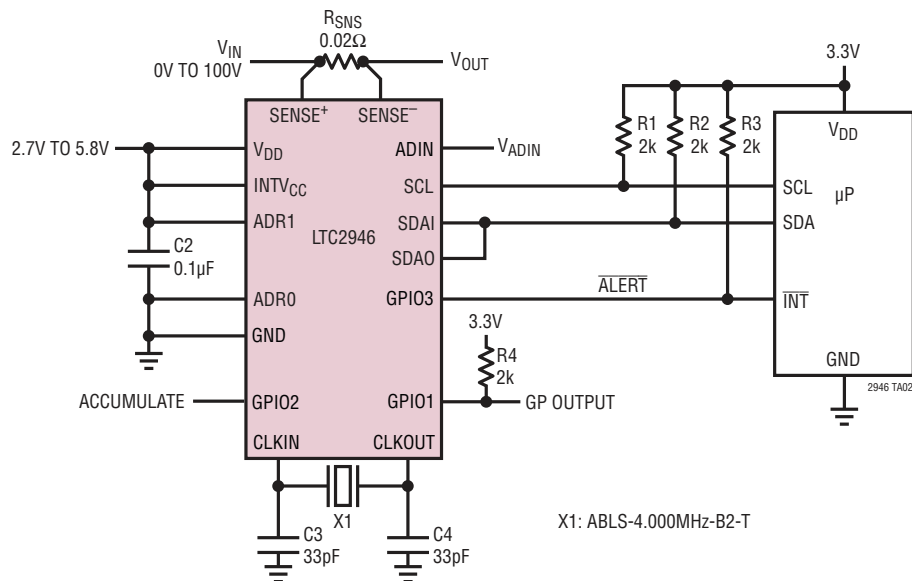 RSNS
0.02Ω
VIN
0V TO 100V
VOUT
3.3V
SENSE+
SENSE–
R1
2k
R2
2k
R3
2k
VDD
2.7V TO 5.8V
VDD
ADIN
VADIN
INTVCC
SCL
SCL
µP
ADR1
LTC2946
SDAI
SDA
C2
0.1µF
SDAO
ADR0
GPIO3
ALERT
INT
GND
3.3V
R4
2k
GND
2946 TA02
ACCUMULATE
GPIO2
GPIO1
GP OUTPUT
CLKIN
CLKOUT
X1
X1: ABLS-4.000MHz-B2-T
C3
33pF
C4
33pF